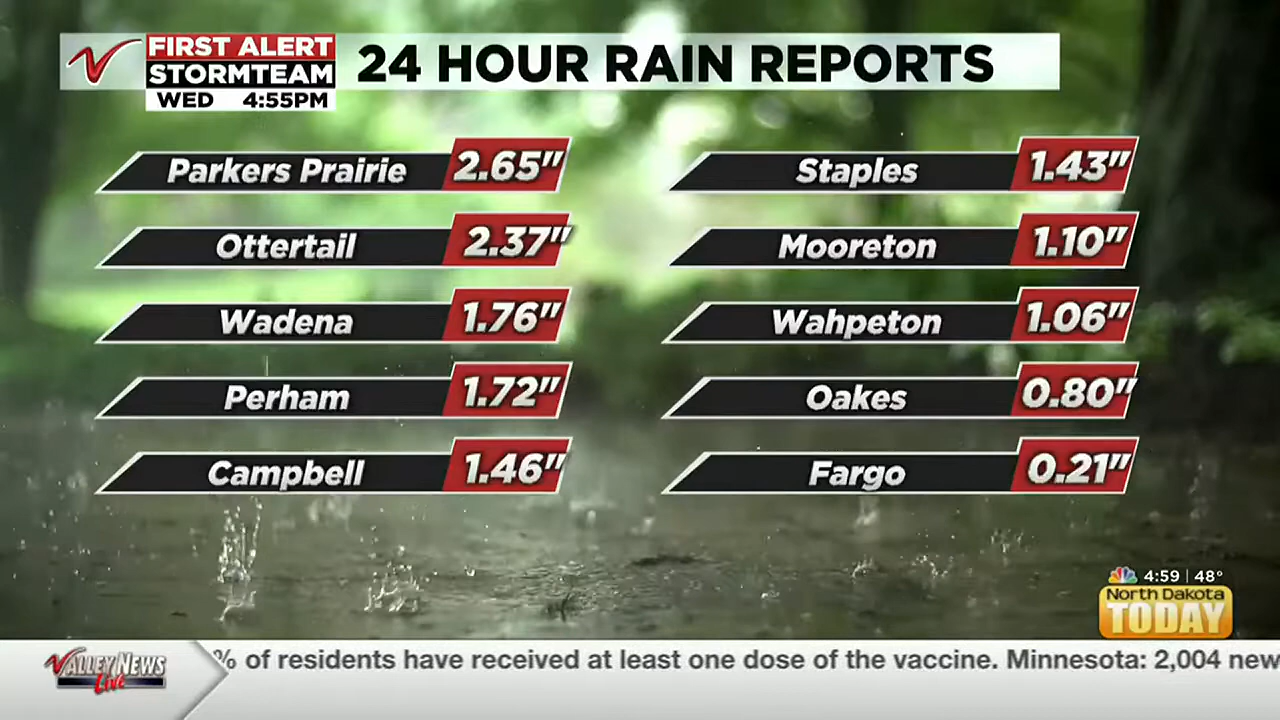 FIRST ALERT
STORMTEAM
WED 4:55PM
24 HOUR RAIN REPORTS
Parkers Prairie 2.65"
Ottertail 2.37"
Wadena 1.76"
Perham 1.72"
Campbell 1.46"
Staples 1.43"
Mooreton 1.10"
Wahpeton 1.06"
Oakes 0.80"
Fargo 0.21"
4:59 | 48°
North Dakota
TODAY
VALLEY NEWS
Live
% of residents have received at least one dose of the vaccine. Minnesota: 2,004 new